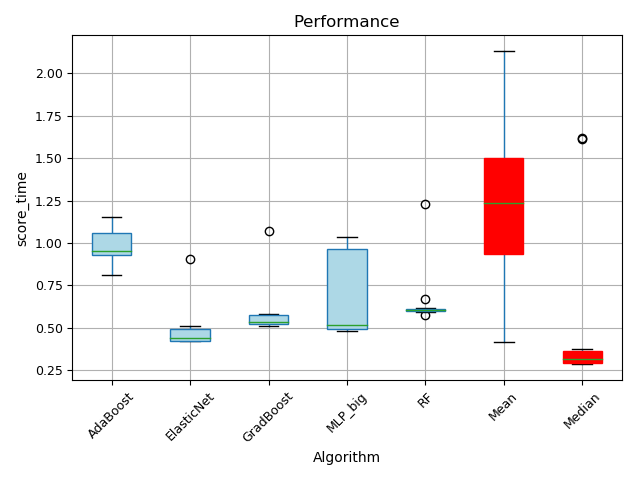 Performance
score_time
2.00
1.75
1.50
1.25
1.00
0.75
0.50
0.25
AdaBoost
ElasticNet
GradBoost
MLP_big
RF
Mean
Median
Algorithm